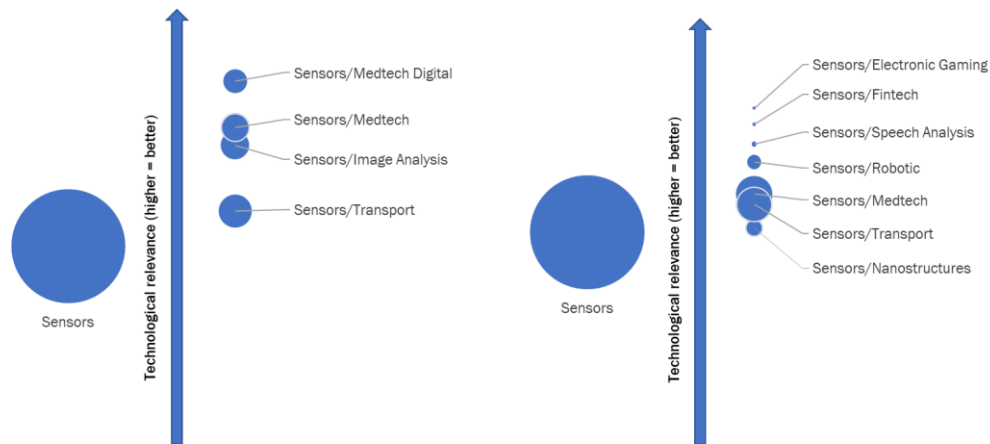 Sensors/Medtech Digital
Sensors/Medtech
Sensors/Image Analysis
Sensors/Transport
Sensors
Technological relevance (higher = better)
Sensors/Electronic Gaming
Sensors/Fintech
Sensors/Speech Analysis
Sensors/Robotic
Sensors/Medtech
Sensors/Transport
Sensors/Nanostructures
Sensors
Technological relevance (higher = better)